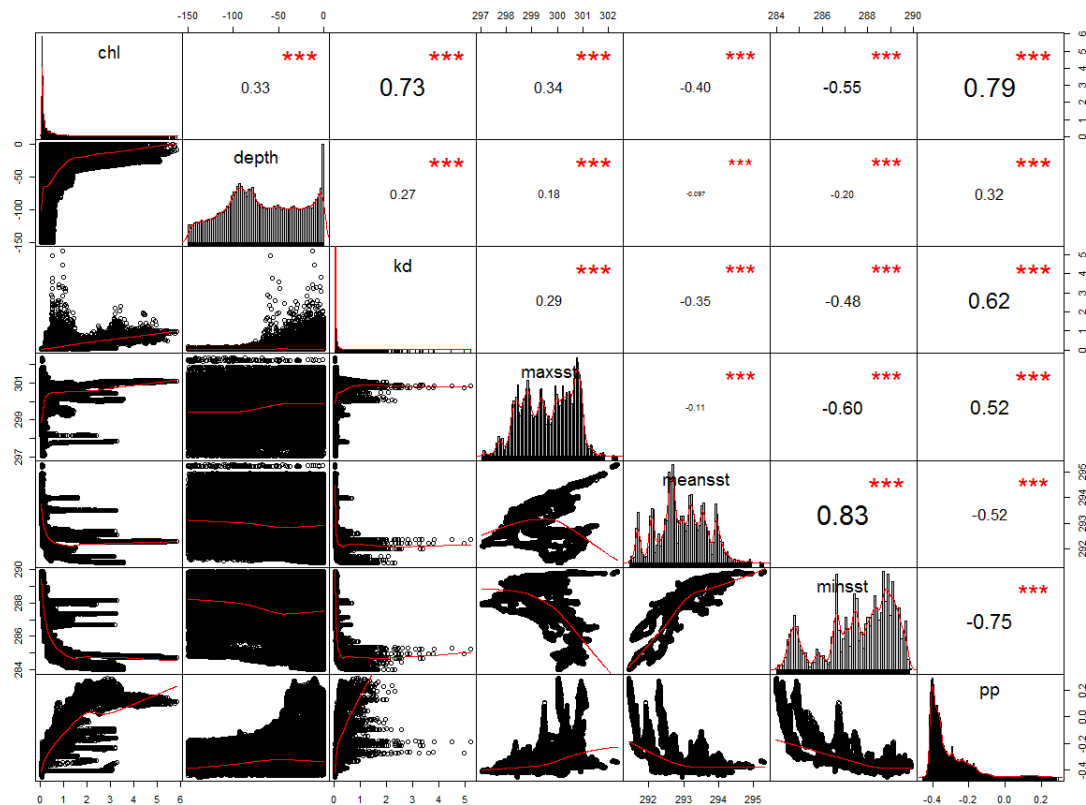 -150 -100 -50 0 297 298 299 300 301 302 284 286 288 290
chl
***
0.33
***
0.73
***
0.34
***
-0.40
***
-0.55
***
0.79
0 1 2 3 4 5 6
-150 -100 -50 0
depth
***
0.27
***
0.18
***
-0.097
***
-0.20
***
0.32
kd
***
0.29
***
-0.35
***
-0.48
***
0.62
0 1 2 3 4 5
297 299 301
maxsst
***
-0.11
***
-0.60
***
0.52
meansst
***
0.83
***
-0.52
292 293 294 295
284 286 288 290
minsst
***
-0.75
pp
-0.4 -0.2 0.0 0.2
0 1 2 3 4 5 6 0 1 2 3 4 5 292 293 294 295 -0.4 -0.2 0.0 0.2